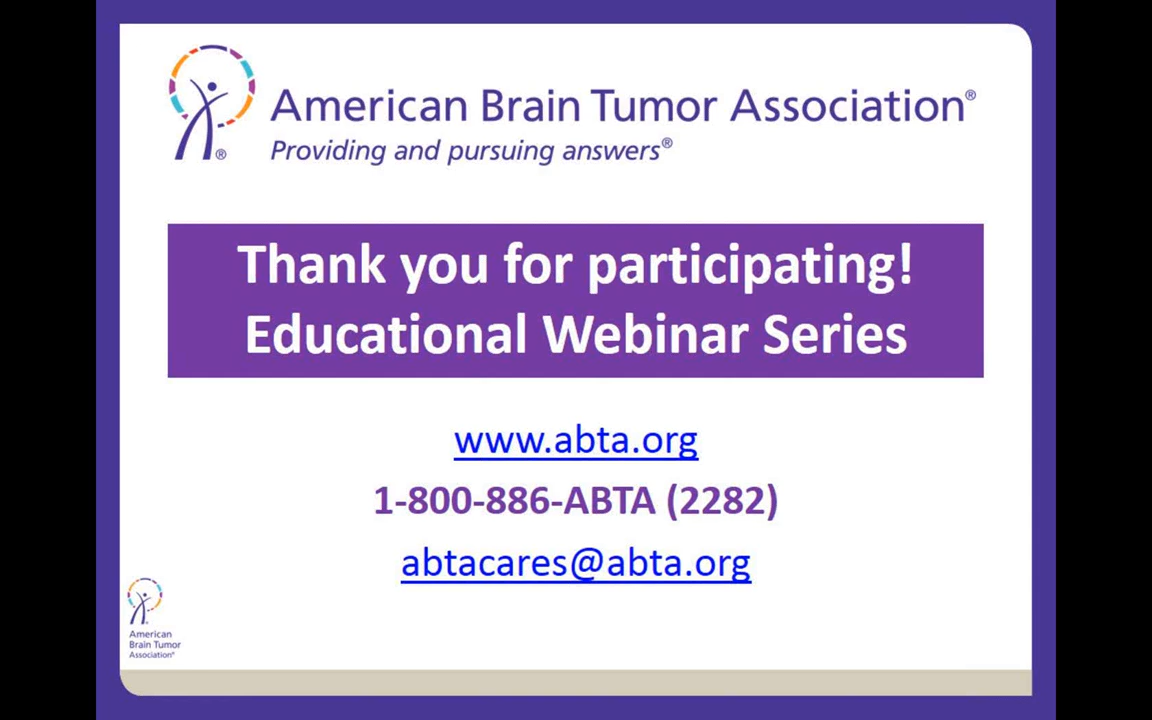 American Brain Tumor Association®
Providing and pursuing answers®
®
Thank you for participating!
Educational Webinar Series
www.abta.org
1-800-886-ABTA (2282)
abtacares@abta.org
American
Brain Tumor
Association®